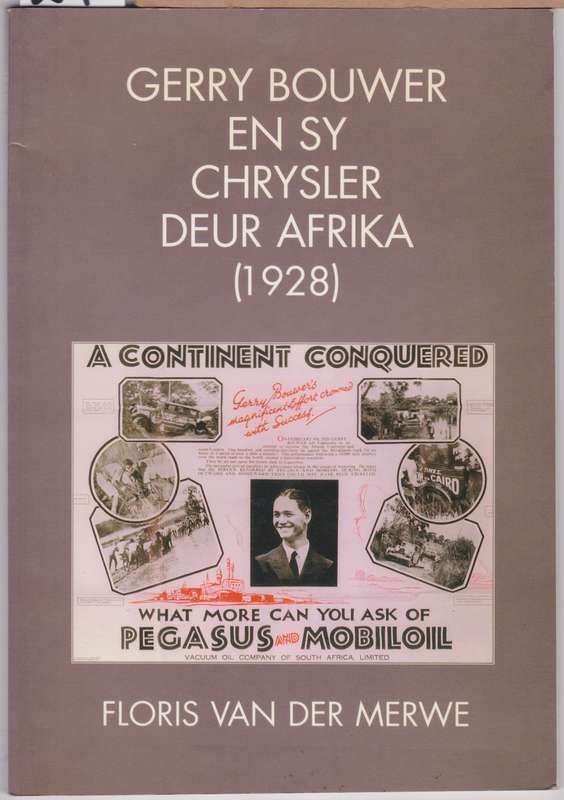 GERRY BOUWER
EN SY
CHRYSLER
DEUR AFRIKA
(1928)
A CONTINENT CONQUERED
Gerry Bouwer's
magnificent Effort crowned
with Success.
CAIRO
WHAT MORE CAN YOU ASK OF
PEGASUS AND MOBILOIL
VACUUM OIL COMPANY OF SOUTH AFRICA LIMITED
FLORIS VAN DER MERWE